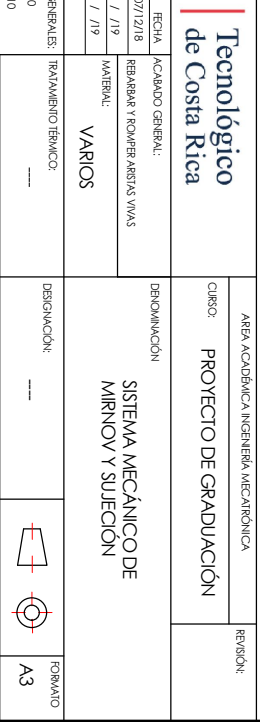 Tecnológico
de Costa Rica
AREA ACADÉMICA INGENIERÍA MECATRÓNICA
REVISIÓN:
CURSO:
PROYECTO DE GRADUACIÓN
FECHA
ACABADO GENERAL:
07/12/18
REBARBAR Y ROMPER ARISTAS VIVAS
/ /19
MATERIAL:
/ /19
VARIOS
DENOMINACIÓN
SISTEMA MECÁNICO DE
MIRNOV Y SUJECIÓN
TRATAMIENTO TÉRMICO:
----
DESIGNACIÓN:
----
FORMATO
A3